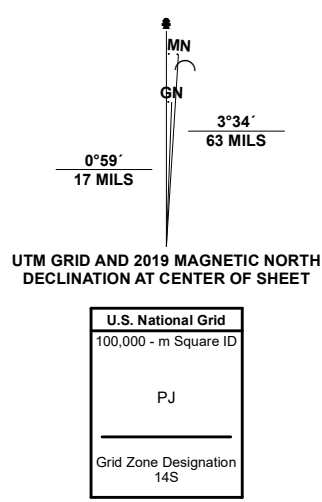 MN
GN
3°34´
63 MILS
0°59´
17 MILS
UTM GRID AND 2019 MAGNETIC NORTH
DECLINATION AT CENTER OF SHEET
U.S. National Grid
100,000 - m Square ID
PJ
Grid Zone Designation
14S